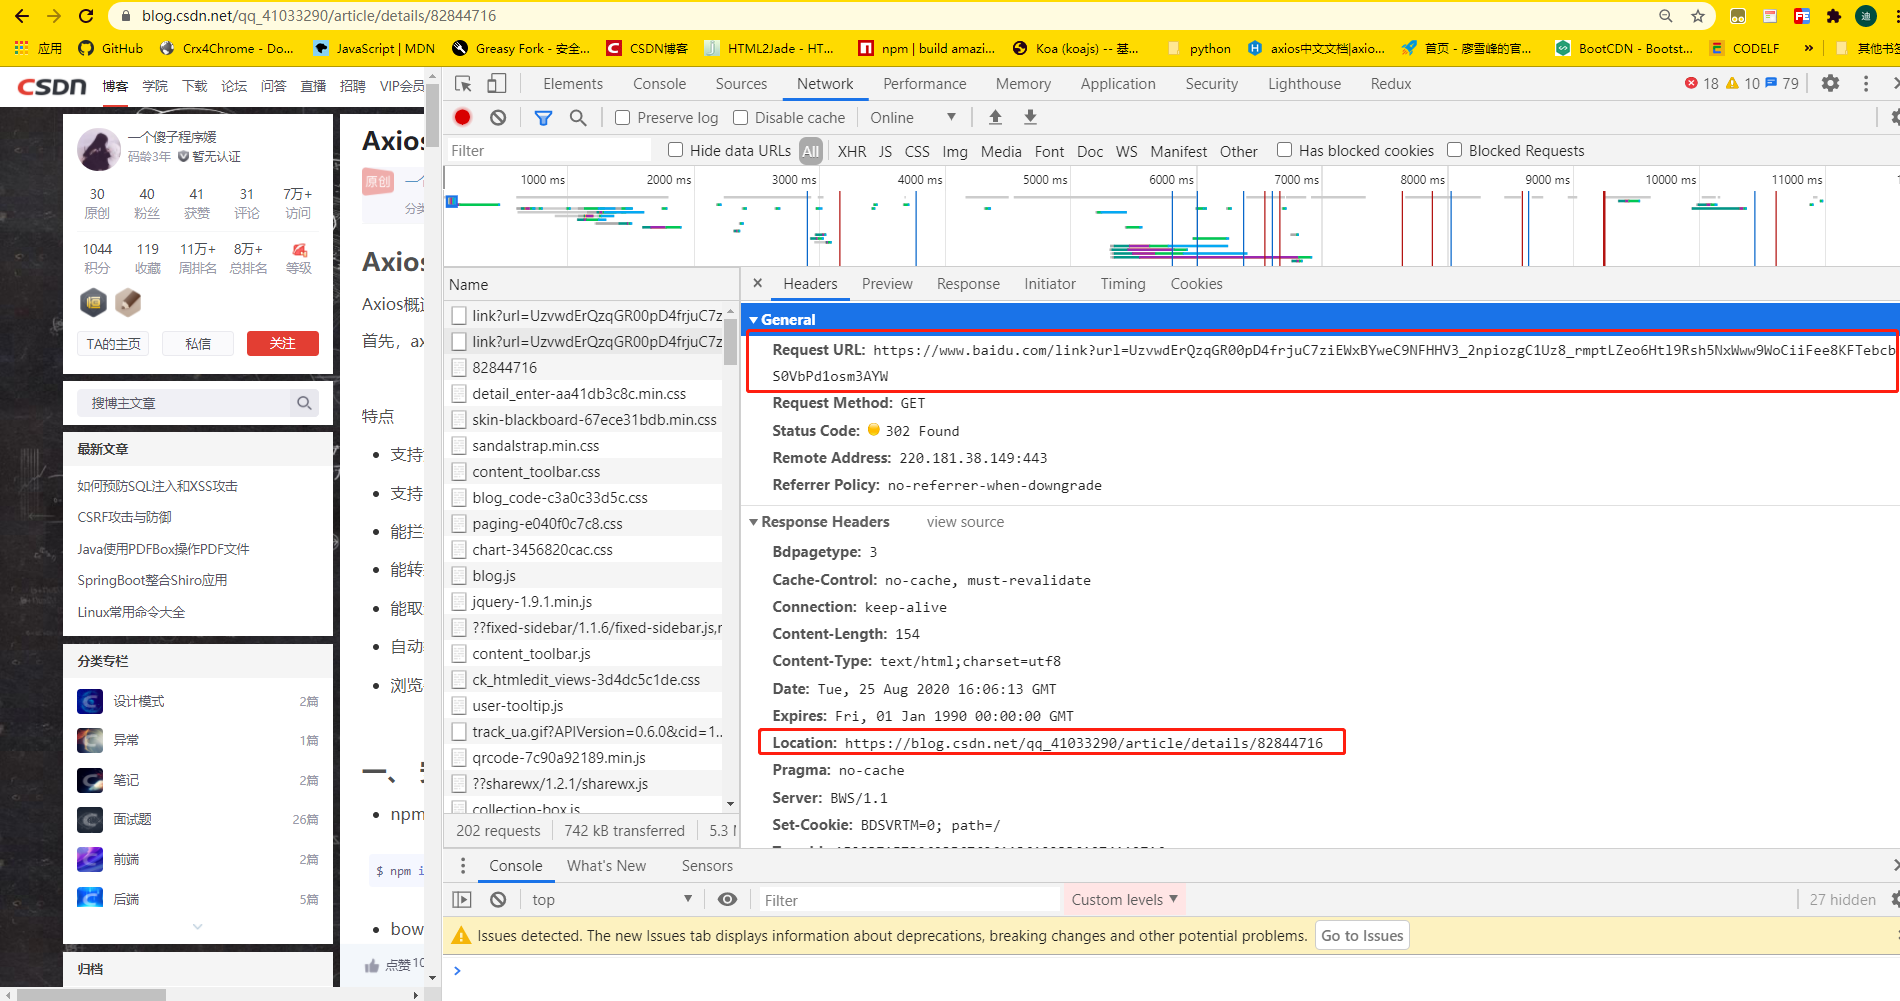 blog.csdn.net/qq_41033290/article/details/82844716
应用 GitHub Crx4Chrome - Do... JavaScript | MDN Greasy Fork - 安全... CSDN博客 HTML2Jade - HT... npm | build amazi... Koa (koajs) -- 基... python axios中文文档|axio... 首页 - 廖雪峰的官... BootCDN - Bootst... CODELF » 其他书签
CSDN 博客 学院 下载 论坛 问答 直播 招聘 VIP会员
一个傻子程序媛
码龄3年 暂无认证
30 40 41 31 7万+
原创 粉丝 获赞 评论 访问
1044 119 11万+ 8万+
积分 收藏 周排名 总排名 等级
TA的主页 私信 关注
搜博主文章
最新文章
如何预防SQL注入和XSS攻击
CSRF攻击与防御
Java使用PDFBox操作PDF文件
SpringBoot整合Shiro应用
Linux常用命令大全
分类专栏
设计模式 2篇
异常 1篇
笔记 2篇
面试题 26篇
前端 2篇
后端 5篇
归档
Axios
原创
分类
Axios
Axios概述
首先，ax
特点
支持
支持
能拦
能转
能取
自动
浏览
一、
npm
$ npm i
bow
点赞10
Elements Console Sources Network Performance Memory Application Security Lighthouse Redux 18 10 79
Preserve log Disable cache Online
Filter Hide data URLs All XHR JS CSS Img Media Font Doc WS Manifest Other Has blocked cookies Blocked Requests
1000 ms 2000 ms 3000 ms 4000 ms 5000 ms 6000 ms 7000 ms 8000 ms 9000 ms 10000 ms 11000 ms
Name
link?url=UzvwdErQzqGR00pD4frjuC7z
link?url=UzvwdErQzqGR00pD4frjuC7z
82844716
detail_enter-aa41db3c8c.min.css
skin-blackboard-67ece31bdb.min.css
sandalstrap.min.css
content_toolbar.css
blog_code-c3a0c33d5c.css
paging-e040f0c7c8.css
chart-3456820cac.css
blog.js
jquery-1.9.1.min.js
??fixed-sidebar/1.1.6/fixed-sidebar.js,r
content_toolbar.js
ck_htmledit_views-3d4dc5c1de.css
user-tooltip.js
track_ua.gif?APIVersion=0.6.0&cid=1...
qrcode-7c90a92189.min.js
??sharewx/1.2.1/sharewx.js
collection-box.js
202 requests 742 kB transferred 5.3 M
× Headers Preview Response Initiator Timing Cookies
General
Request URL: https://www.baidu.com/link?url=UzvwdErQzqGR00pD4frjuC7ziEWxBYweC9NFHHV3_2npiozgC1Uz8_rmptLZeo6Htl9Rsh5NxWww9WoCiiFee8KFTebcb
S0VbPd1osm3AYW
Request Method: GET
Status Code: 302 Found
Remote Address: 220.181.38.149:443
Referrer Policy: no-referrer-when-downgrade
Response Headers view source
Bdpagetype: 3
Cache-Control: no-cache, must-revalidate
Connection: keep-alive
Content-Length: 154
Content-Type: text/html;charset=utf8
Date: Tue, 25 Aug 2020 16:06:13 GMT
Expires: Fri, 01 Jan 1990 00:00:00 GMT
Location: https://blog.csdn.net/qq_41033290/article/details/82844716
Pragma: no-cache
Server: BWS/1.1
Set-Cookie: BDSVRTM=0; path=/
Console What's New Sensors
top Filter Custom levels 27 hidden
Issues detected. The new Issues tab displays information about deprecations, breaking changes and other potential problems. Go to Issues